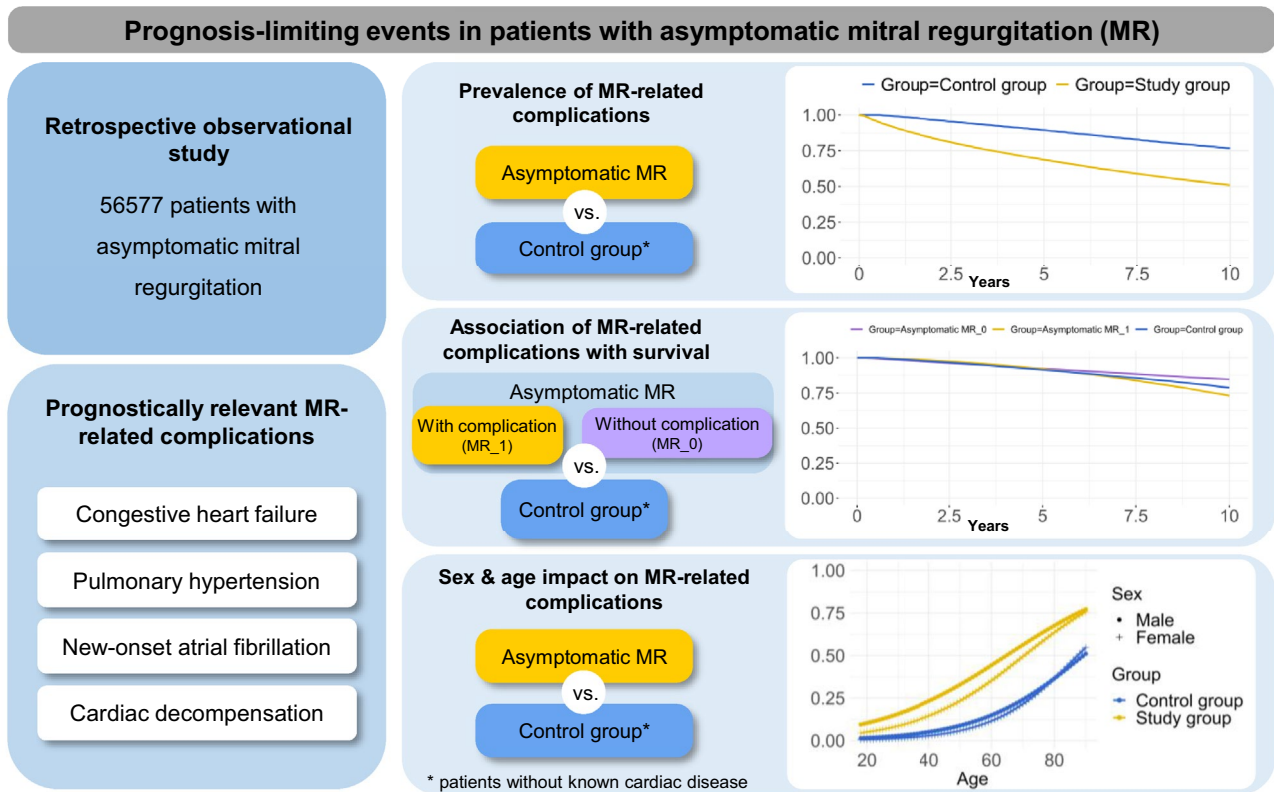 Prognosis-limiting events in patients with asymptomatic mitral regurgitation (MR)
Retrospective observational
study
56577 patients with
asymptomatic mitral
regurgitation
Prognostically relevant MR-
related complications
Congestive heart failure
Pulmonary hypertension
New-onset atrial fibrillation
Cardiac decompensation
Prevalence of MR-related
complications
Asymptomatic MR
vs.
Control group*
Group=Control group Group=Study group
1.00
0.75
0.50
0.25
0.00
0 2.5 5 7.5 10
Years
Association of MR-related
complications with survival
Asymptomatic MR
With complication
(MR_1)
Without complication
(MR_0)
vs.
Control group*
Group=Asymptomatic MR_0 Group=Asymptomatic MR_1 Group=Control group
1.00
0.75
0.50
0.25
0.00
0 2.5 5 7.5 10
Years
Sex & age impact on MR-related
complications
Asymptomatic MR
vs.
Control group*
* patients without known cardiac disease
1.00
0.75
0.50
0.25
0.00
20 40 60 80
Age
Sex
Male
Female
Group
Control group
Study group